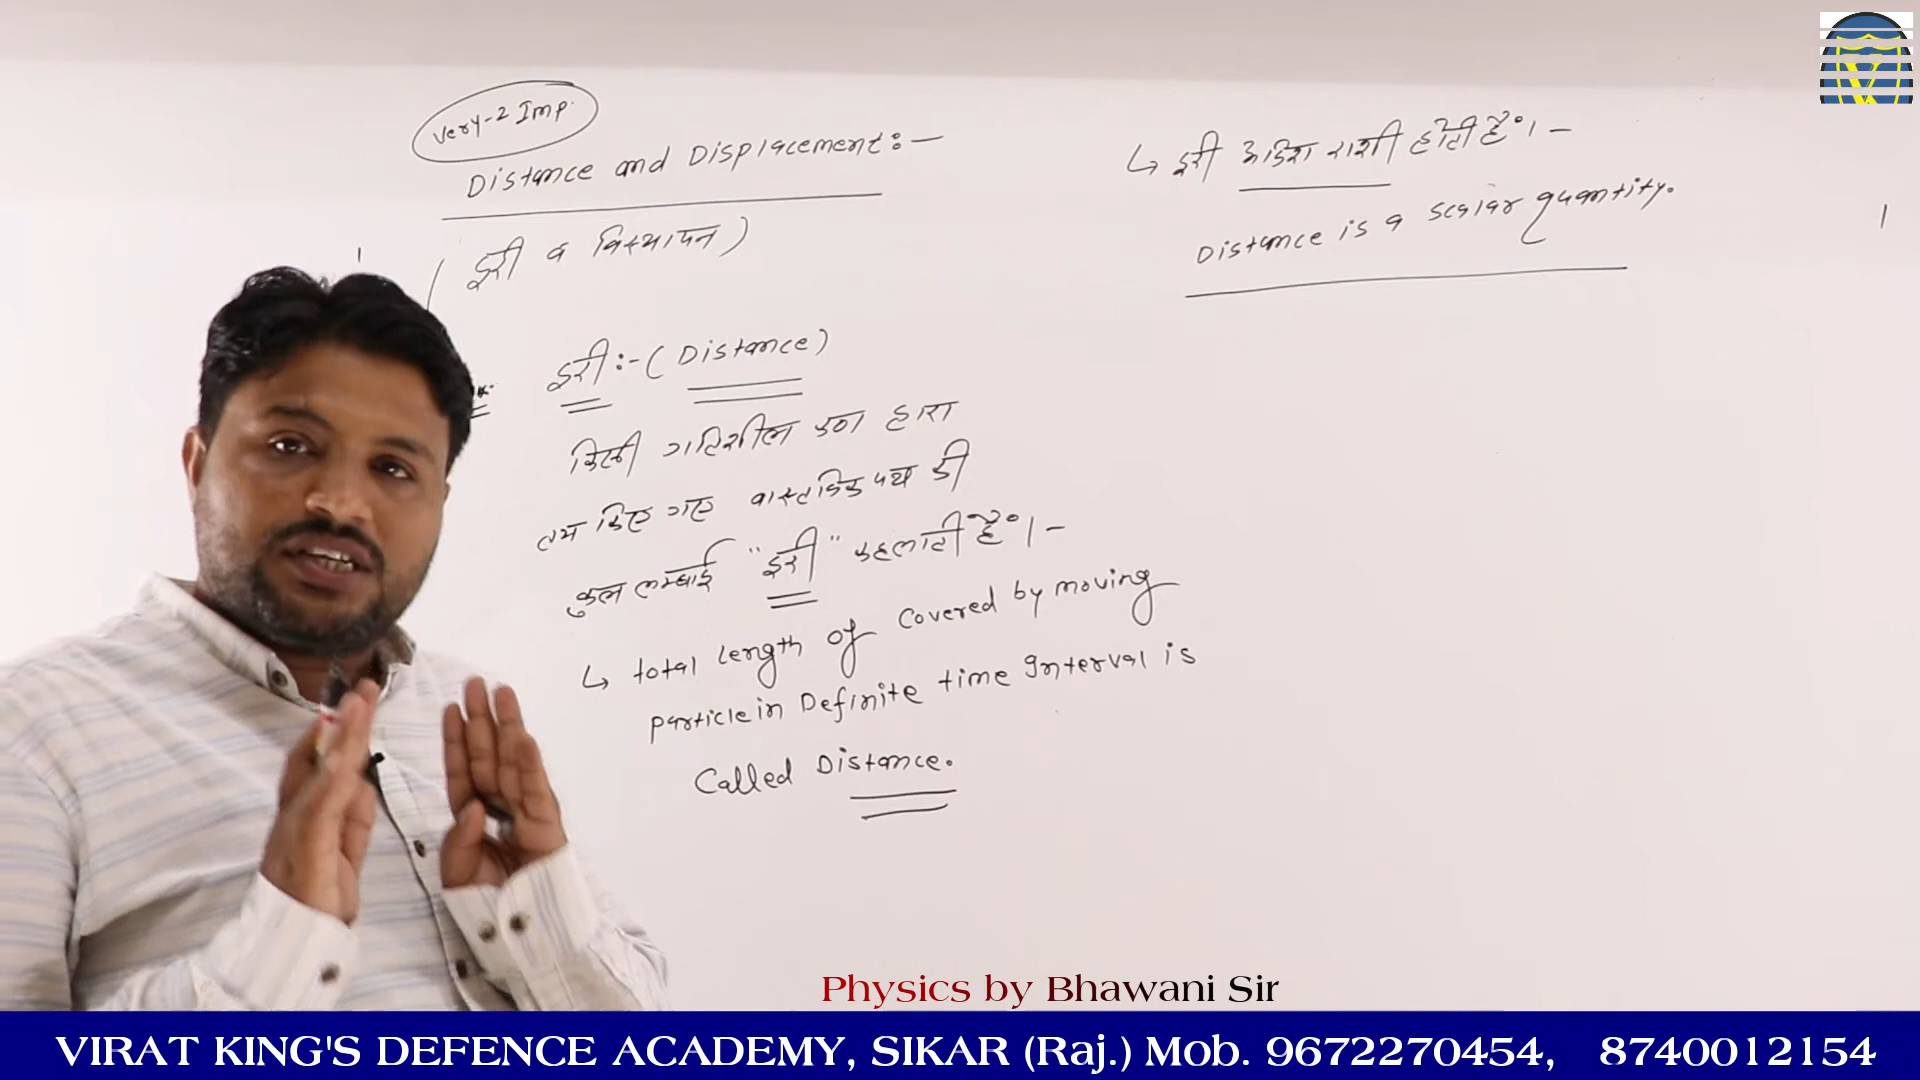 Very-2 Imp.
Distance and Displacement:-
(दुरी व विस्थापन)
दुरी:-(Distance)
किसी गतिशील कण द्वारा
तय किए गए वास्तविक पथ की
कुल लम्बाई "दुरी" कहलाती है।-
↳ total length of covered by moving
particle in Definite time Interval is
Called Distance.
↳ दुरी अदिश राशी होती है।-
Distance is a scalar quantity.
Physics by Bhawani Sir
VIRAT KING'S DEFENCE ACADEMY, SIKAR (Raj.) Mob. 9672270454, 8740012154